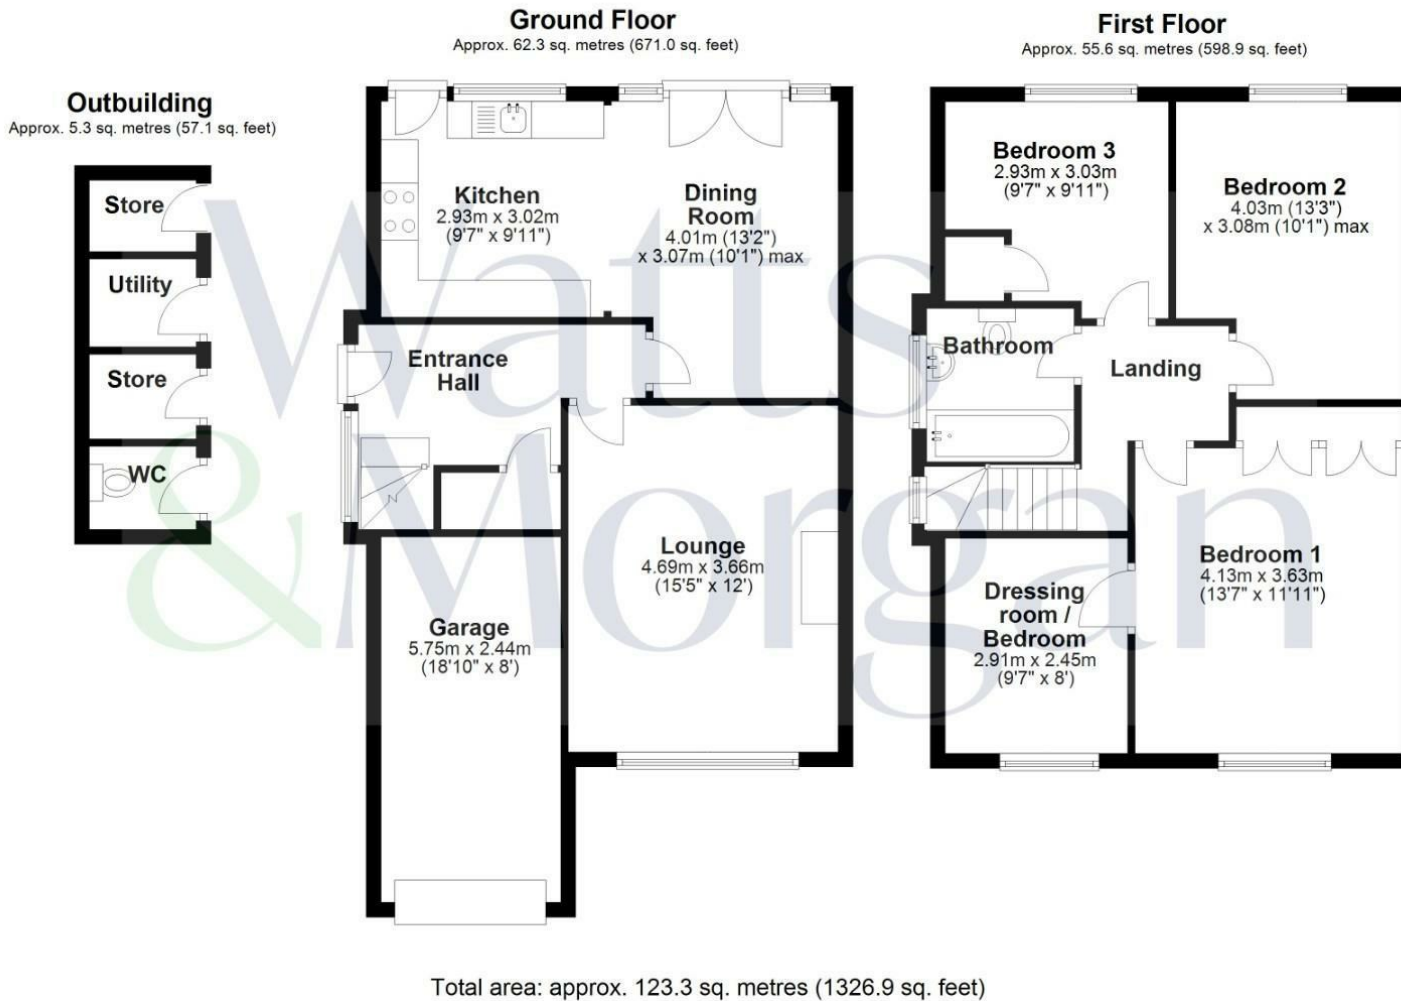 Ground Floor
Approx. 62.3 sq. metres (671.0 sq. feet)
First Floor
Approx. 55.6 sq. metres (598.9 sq. feet)
Outbuilding
Approx. 5.3 sq. metres (57.1 sq. feet)
Store
Utility
Store
WC
Kitchen
2.93m x 3.02m
(9'7" x 9'11")
Dining
Room
4.01m (13'2")
x 3.07m (10'1") max
Entrance
Hall
Lounge
4.69m x 3.66m
(15'5" x 12')
Garage
5.75m x 2.44m
(18'10" x 8')
Bedroom 3
2.93m x 3.03m
(9'7" x 9'11")
Bedroom 2
4.03m (13'3")
x 3.08m (10'1") max
Bathroom
Landing
Bedroom 1
4.13m x 3.63m
(13'7" x 11'11")
Dressing
room /
Bedroom
2.91m x 2.45m
(9'7" x 8')
Watts
&Morgan
Total area: approx. 123.3 sq. metres (1326.9 sq. feet)